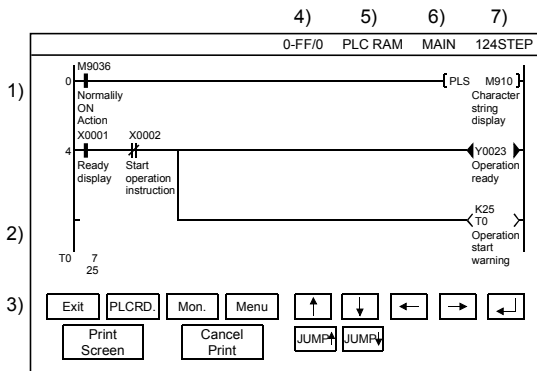 4) 5) 6) 7)
0-FF/0 PLC RAM MAIN 124STEP
1)
M9036
0
PLS M910
Normalily
ON
Action
Character
string
display
X0001 X0002
4
Y0023
Ready
display
Start
operation
instruction
Operation
ready
K25
T0
2)
Operation
start
warning
T0 7
25
3)
Exit PLCRD. Mon. Menu ↑ ↓ ← → ↵
Print
Screen
Cancel
Print
JUMP↑ JUMP↓